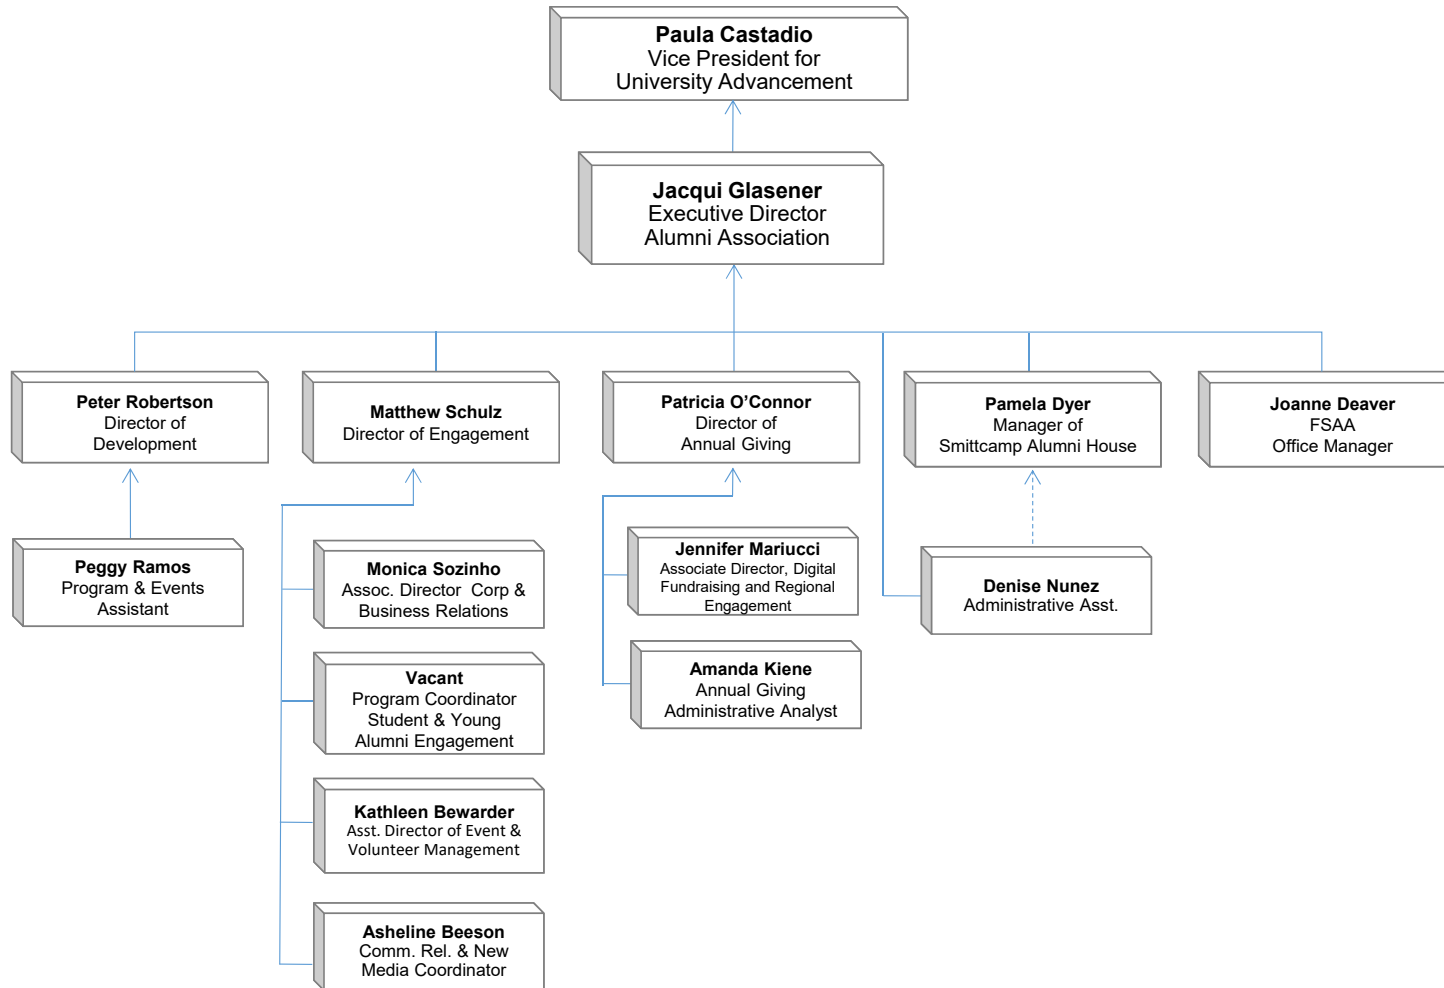 Paula Castadio
Vice President for
University Advancement
Jacqui Glasener
Executive Director
Alumni Association
Peter Robertson
Director of
Development
Matthew Schulz
Director of Engagement
Patricia O’Connor
Director of
Annual Giving
Pamela Dyer
Manager of
Smittcamp Alumni House
Joanne Deaver
FSAA
Office Manager
Peggy Ramos
Program & Events
Assistant
Monica Sozinho
Assoc. Director Corp &
Business Relations
Vacant
Program Coordinator
Student & Young
Alumni Engagement
Kathleen Bewarder
Asst. Director of Event &
Volunteer Management
Asheline Beeson
Comm. Rel. & New
Media Coordinator
Jennifer Mariucci
Associate Director, Digital
Fundraising and Regional
Engagement
Amanda Kiene
Annual Giving
Administrative Analyst
Denise Nunez
Administrative Asst.